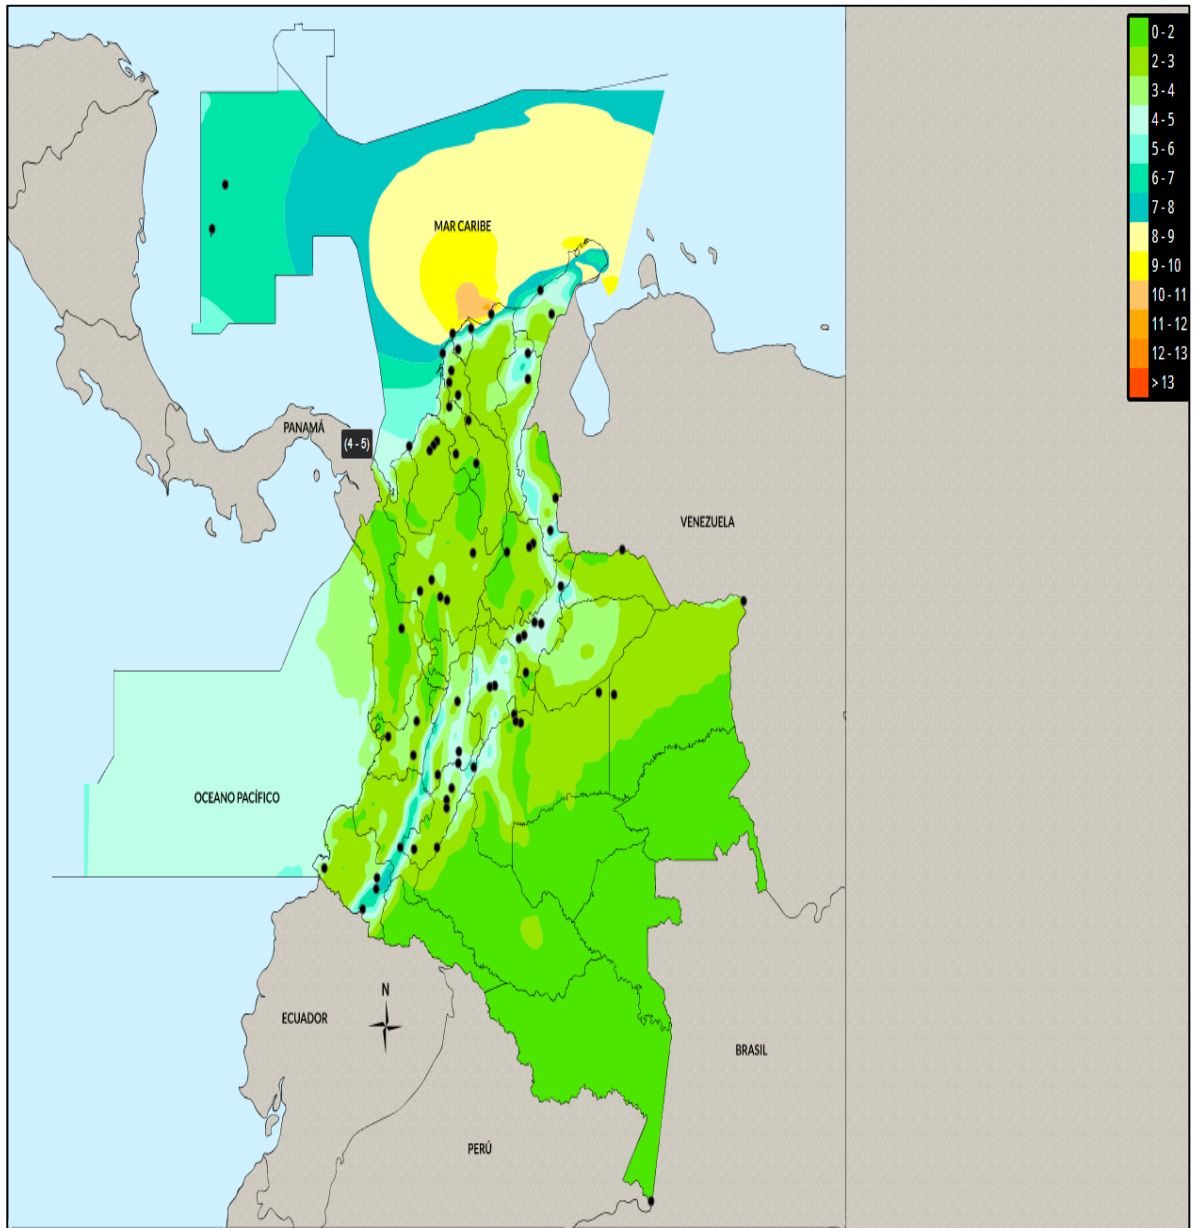 0 - 2
2 - 3
3 - 4
4 - 5
5 - 6
6 - 7
7 - 8
8 - 9
9 - 10
10 - 11
11 - 12
12 - 13
> 13
MAR CARIBE
PANAMÁ
(4 - 5)
VENEZUELA
OCEANO PACÍFICO
N
ECUADOR
BRASIL
PERÚ